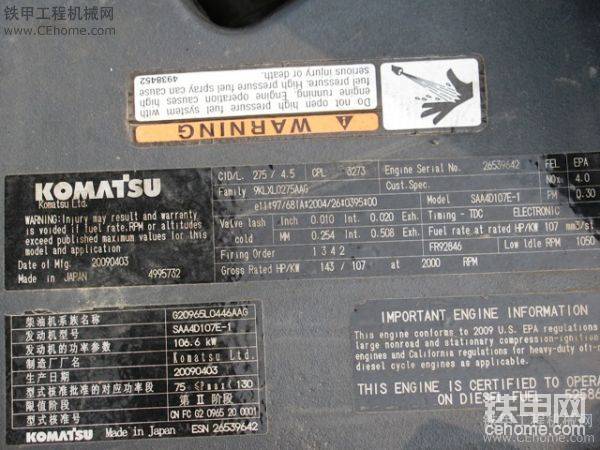 铁甲工程机械网
www.CEhome.com
WARNING
Do not open high pressure fuel system with
engine running. Engine operation causes high
fuel pressure. High pressure fuel spray can cause
serious injury or death.
4938452
KOMATSU
Komatsu Ltd.
WARNING: Injury may result and warranty
is voided if fuel rate.RPM or altitudes
exceed published maximum values for this
model and application
Date of Mfg. 20090403
Made in JAPAN 4995732
CID/L. 275 / 4.5 CPL 3273 Engine Serial No. 26539642
Family 9KLXL0275AAG Cust.Spec.
Model SAA4D107E-1
Valve lash Inch 0.010 Int. 0.020 Exh. Timing - TDC ELECTRONIC
cold MM 0.254 Int. 0.508 Exh. Fuel rate at rated HP/KW 107 mm3/st
Firing Order 1 3 4 2 FR92846 Low Idle RPM 1050
Gross Rated HP/KW 143 / 107 at 2000 RPM
FEL EPA
NOx 4.0
PM 0.30
柴油机系族名称 G20965L0446AAG
发动机型号 SAA4D107E-1
发动机的功率参数 106.6 kW
制造厂厂名 Komatsu Ltd.
生产日期 20090403
型式核准批准的对应功率段 75 ≤Pmax< 130
限值阶段 第 II 阶段
型式核准号 CN FC G2 0965 20 0001
KOMATSU Made in Japan ESN 26539642
IMPORTANT ENGINE INFORMATION
This engine conforms to 2009 U.S. EPA regulations
large nonroad and stationary compression-ignition
engines and California regulations for heavy-duty off-
diesel cycle engines as applicable.
THIS ENGINE IS CERTIFIED TO OPERA
ON DIESEL FUEL
铁甲网
www.cehome.com